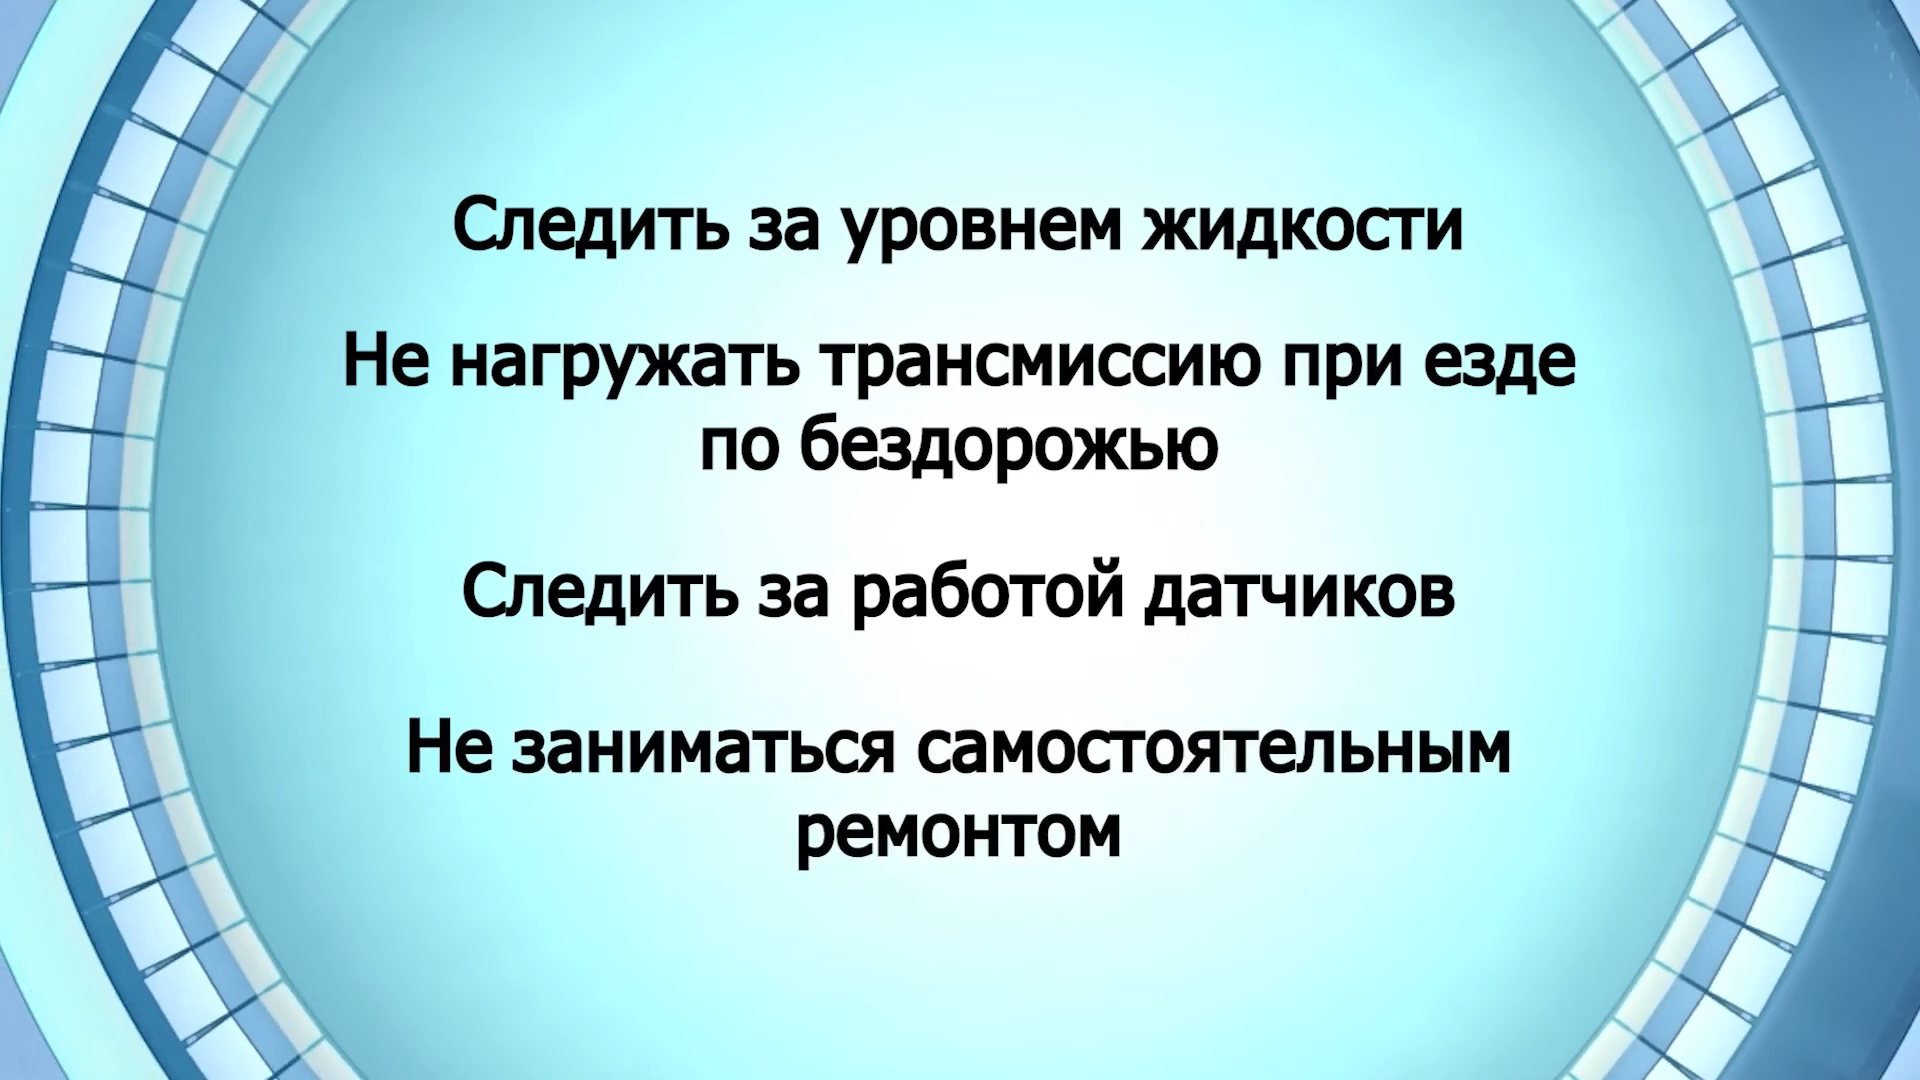 Следить за уровнем жидкости
Не нагружать трансмиссию при езде
по бездорожью
Следить за работой датчиков
Не заниматься самостоятельным
ремонтом